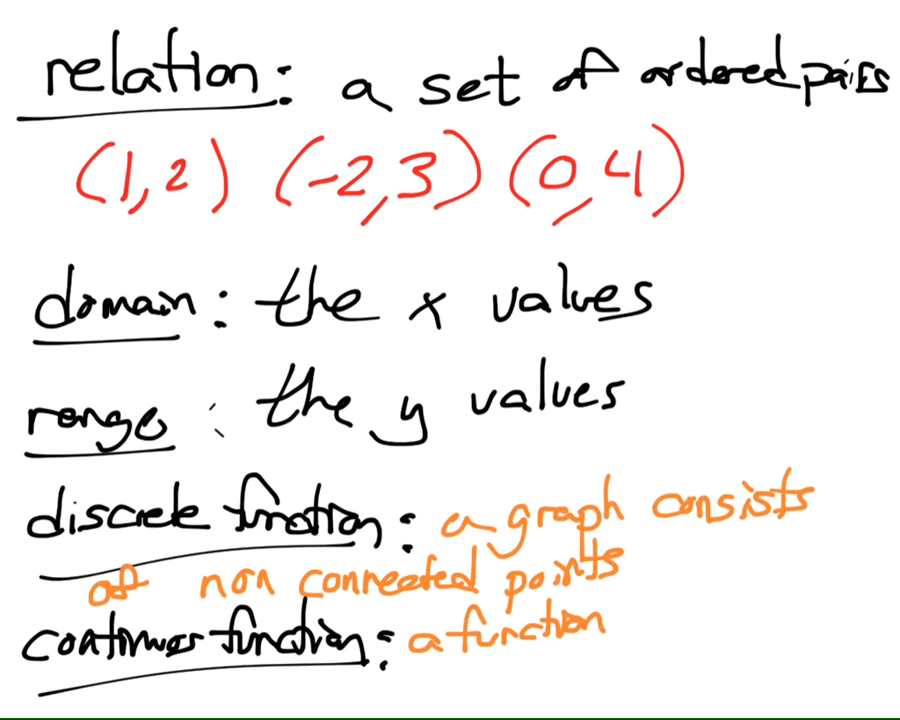 relation: a set of ordered pairs
(1,2) (-2,3) (0,4)
domain: the x values
range: the y values
discrete function: a graph consists
of non connected points
continuous function: a function